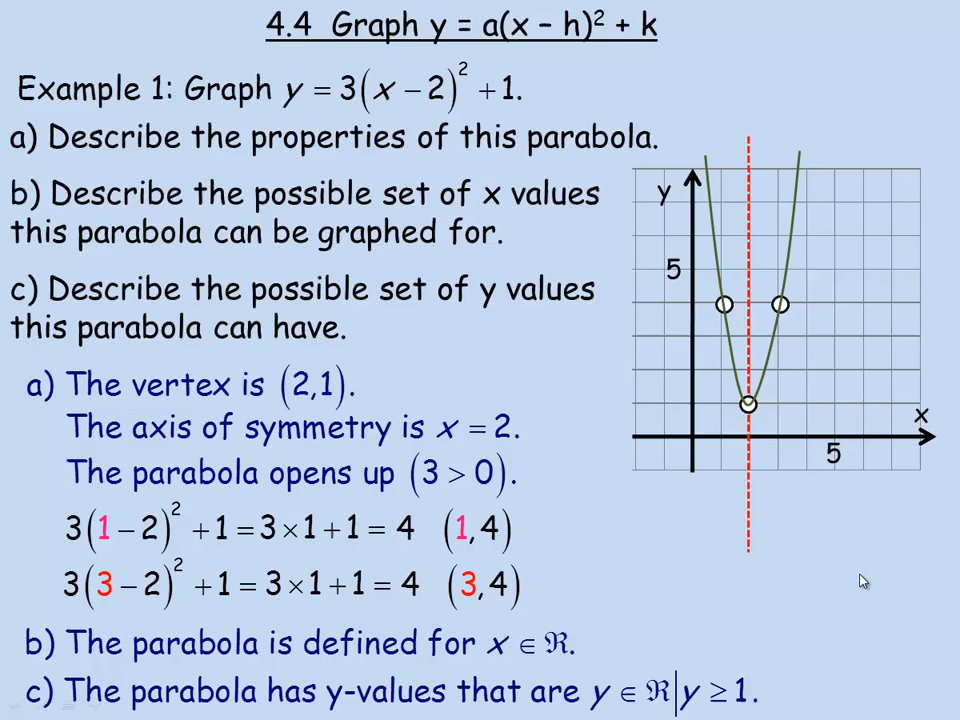 4.4 Graph y = a(x – h)² + k
Example 1: Graph y = 3(x − 2)² + 1.
a) Describe the properties of this parabola.
b) Describe the possible set of x values
this parabola can be graphed for.
c) Describe the possible set of y values
this parabola can have.
a) The vertex is (2,1).
The axis of symmetry is x = 2.
The parabola opens up (3 > 0).
3(1 − 2)² + 1 = 3 × 1 + 1 = 4 (1, 4)
3(3 − 2)² + 1 = 3 × 1 + 1 = 4 (3, 4)
b) The parabola is defined for x ∈ ℜ.
c) The parabola has y-values that are y ∈ ℜ|y ≥ 1.
y
5
x
5